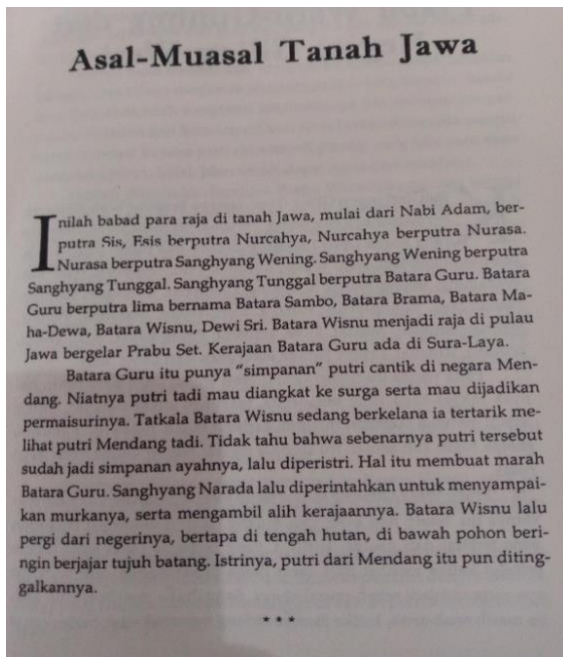 Asal-Muasal Tanah Jawa
Inilah babad para raja di tanah Jawa, mulai dari Nabi Adam, ber-
putra Sis, Esis berputra Nurcahya, Nurcahya berputra Nurasa.
Nurasa berputra Sanghyang Wening. Sanghyang Wening berputra
Sanghyang Tunggal. Sanghyang Tunggal berputra Batara Guru. Batara
Guru berputra lima bernama Batara Sambo, Batara Brama, Batara Ma-
ha-Dewa, Batara Wisnu, Dewi Sri. Batara Wisnu menjadi raja di pulau
Jawa bergelar Prabu Set. Kerajaan Batara Guru ada di Sura-Laya.
Batara Guru itu punya “simpanan” putri cantik di negara Men-
dang. Niatnya putri tadi mau diangkat ke surga serta mau dijadikan
permaisurinya. Tatkala Batara Wisnu sedang berkelana ia tertarik me-
lihat putri Mendang tadi. Tidak tahu bahwa sebenarnya putri tersebut
sudah jadi simpanan ayahnya, lalu diperistri. Hal itu membuat marah
Batara Guru. Sanghyang Narada lalu diperintahkan untuk menyampai-
kan murkanya, serta mengambil alih kerajaannya. Batara Wisnu lalu
pergi dari negerinya, bertapa di tengah hutan, di bawah pohon beri-
ngin berjajar tujuh batang. Istrinya, putri dari Mendang itu pun diting-
galkannya.
* * *